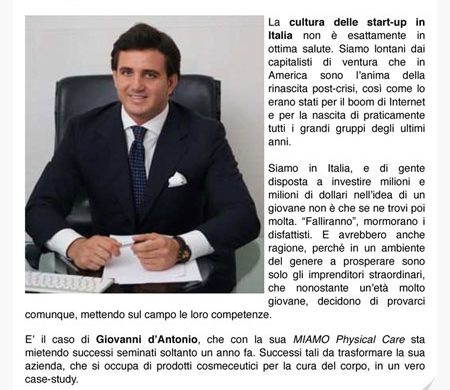 La cultura delle start-up in
Italia non è esattamente in
ottima salute. Siamo lontani dai
capitalisti di ventura che in
America sono l'anima della
rinascita post-crisi, così come lo
erano stati per il boom di Internet
e per la nascita di praticamente
tutti i grandi gruppi degli ultimi
anni.
Siamo in Italia, e di gente
disposta a investire milioni e
milioni di dollari nell'idea di un
giovane non è che se ne trovi poi
molta. “Falliranno”, mormorano i
disfattisti. E avrebbero anche
ragione, perché in un ambiente
del genere a prosperare sono
solo gli imprenditori straordinari,
che nonostante un'età molto
giovane, decidono di provarci
comunque, mettendo sul campo le loro competenze.
E' il caso di Giovanni d'Antonio, che con la sua MIAMO Physical Care sta
mietendo successi seminati soltanto un anno fa. Successi tali da trasformare la sua
azienda, che si occupa di prodotti cosmeceutici per la cura del corpo, in un vero
case-study.